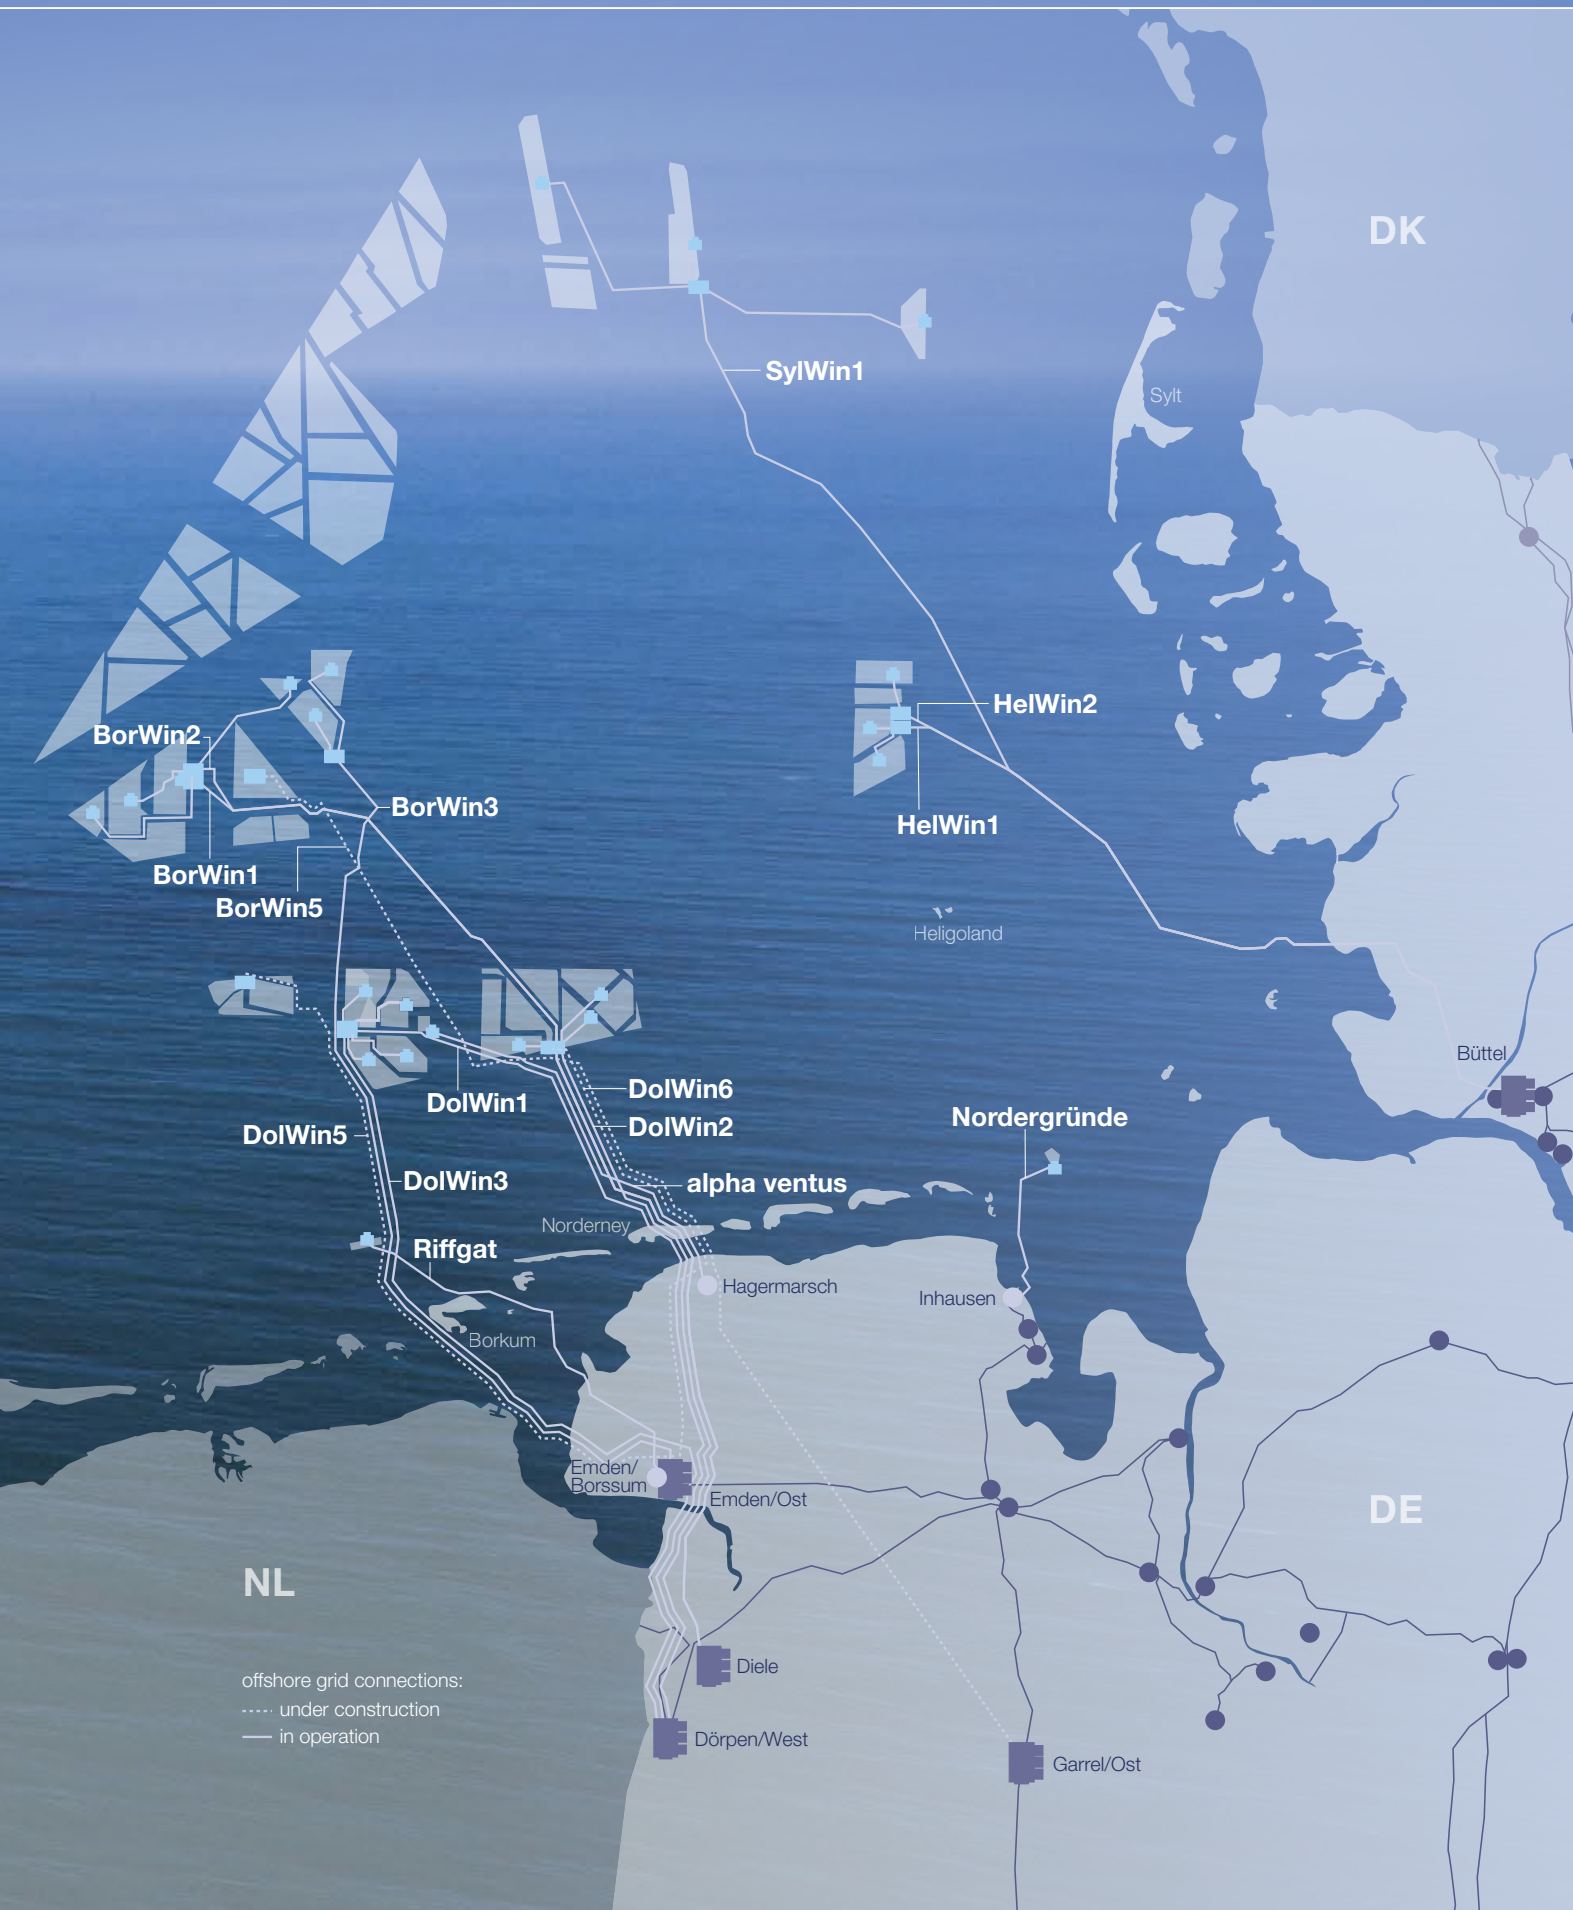 DK
SylWin1
Sylt
HelWin2
BorWin2
BorWin3
HelWin1
BorWin1
BorWin5
Heligoland
Büttel
DolWin6
DolWin1
Nordergründe
DolWin2
DolWin5
DolWin3
alpha ventus
Norderney
Riffgat
Hagermarsch
Inhausen
Borkum
Emden/
Borssum
Emden/Ost
DE
NL
Diele
offshore grid connections:
under construction
in operation
Dörpen/West
Garrel/Ost